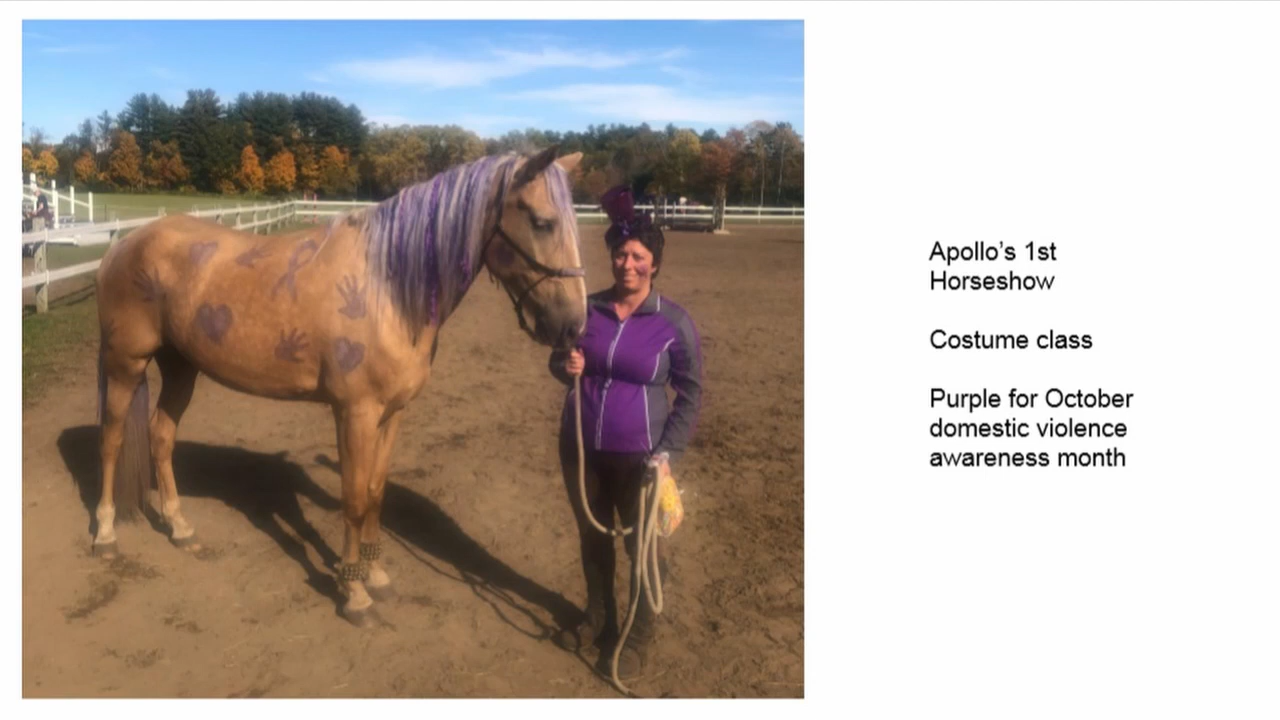 Apollo’s 1st
Horseshow
Costume class
Purple for October
domestic violence
awareness month